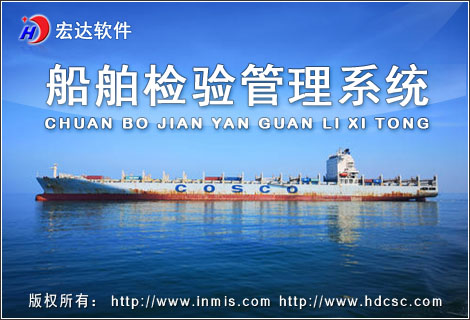 H 宏达软件
船舶检验管理系统
CHUAN BO JIAN YAN GUAN LI XI TONG
COSCO
版权所有： http://www.inmis.com http://www.hdcsc.com